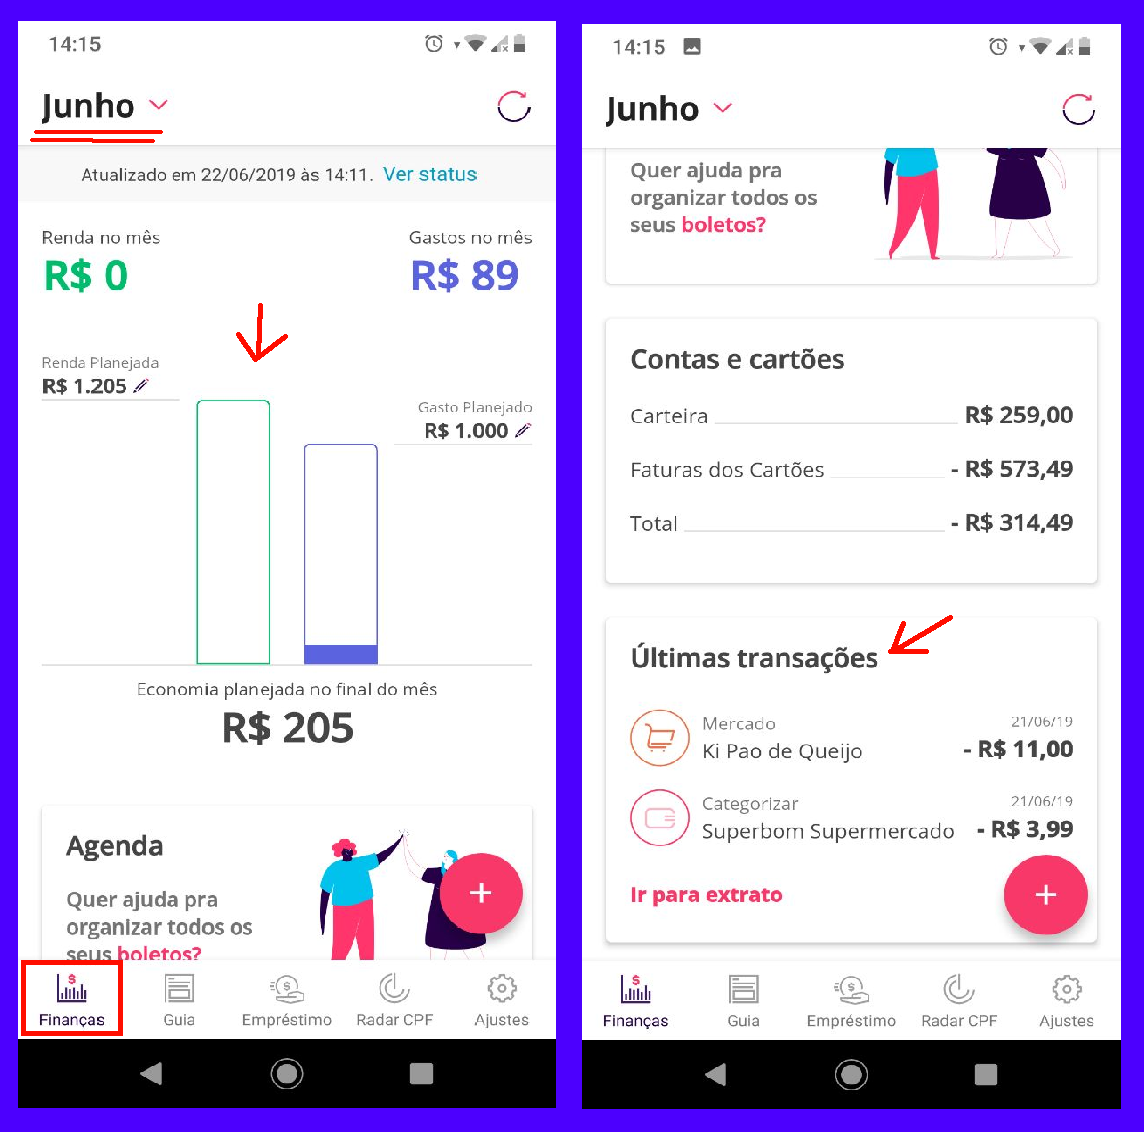 14:15
Junho
Atualizado em 22/06/2019 às 14:11. Ver status
Renda no mês
R$ 0
Gastos no mês
R$ 89
Renda Planejada
R$ 1.205
Gasto Planejado
R$ 1.000
Economia planejada no final do mês
R$ 205
Agenda
Quer ajuda pra
organizar todos os
seus boletos?
Finanças
Guia
Empréstimo
Radar CPF
Ajustes
14:15
Junho
Quer ajuda pra
organizar todos os
seus boletos?
Contas e cartões
Carteira R$ 259,00
Faturas dos Cartões - R$ 573,49
Total - R$ 314,49
Últimas transações
Mercado 21/06/19
Ki Pao de Queijo - R$ 11,00
Categorizar 21/06/19
Superbom Supermercado - R$ 3,99
Ir para extrato
Finanças
Guia
Empréstimo
Radar CPF
Ajustes